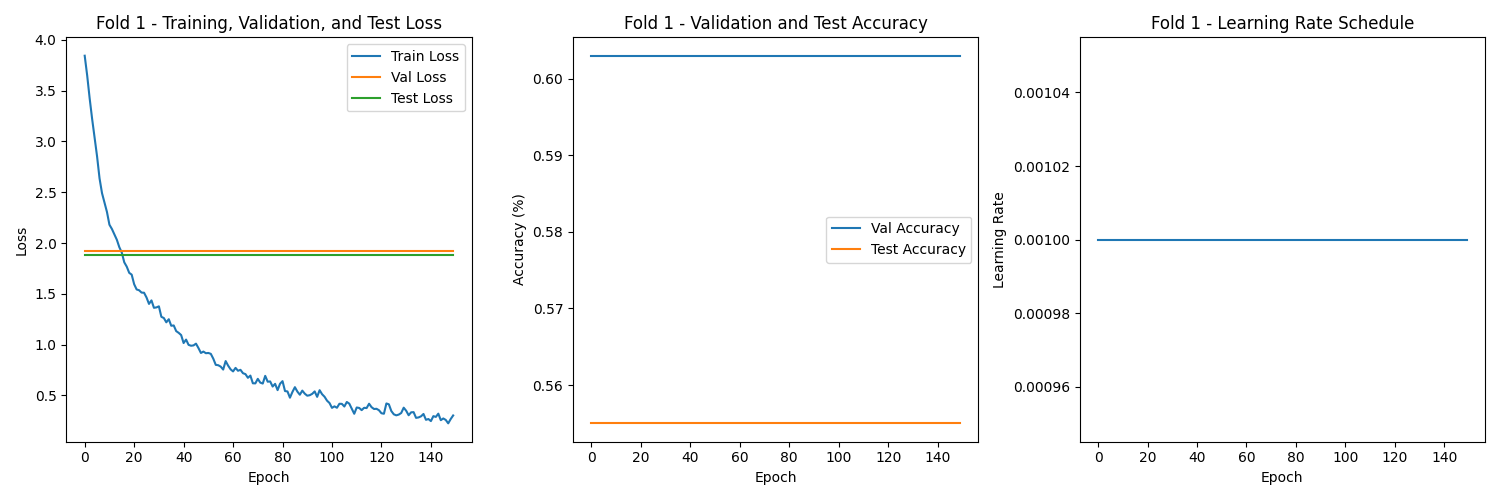 Fold 1 - Training, Validation, and Test Loss
4.0
3.5
3.0
2.5
2.0
1.5
1.0
0.5
Loss
Train Loss
Val Loss
Test Loss
0 20 40 60 80 100 120 140
Epoch
Fold 1 - Validation and Test Accuracy
0.60
0.59
0.58
0.57
0.56
Accuracy (%)
Val Accuracy
Test Accuracy
0 20 40 60 80 100 120 140
Epoch
Fold 1 - Learning Rate Schedule
0.00104
0.00102
0.00100
0.00098
0.00096
Learning Rate
0 20 40 60 80 100 120 140
Epoch